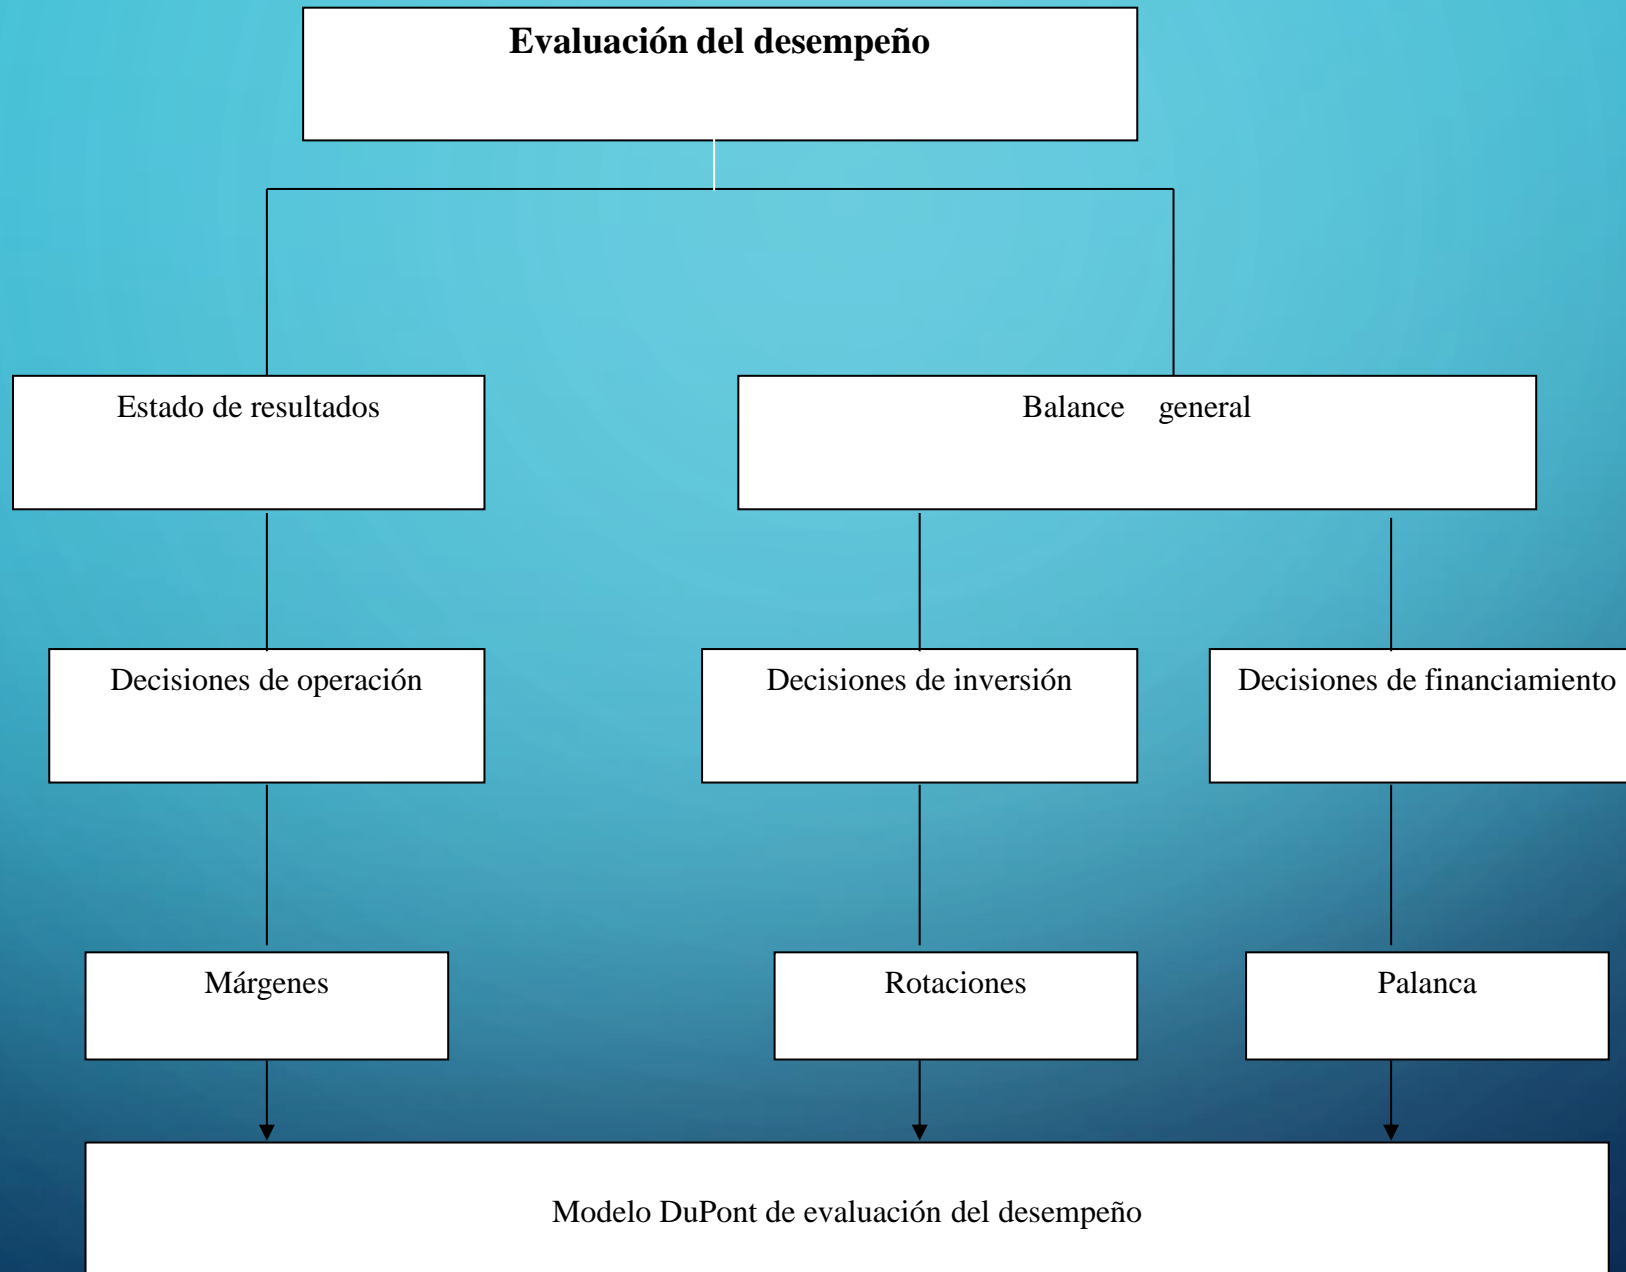 Evaluación del desempeño
Estado de resultados
Balance general
Decisiones de operación
Decisiones de inversión
Decisiones de financiamiento
Márgenes
Rotaciones
Palanca
Modelo DuPont de evaluación del desempeño